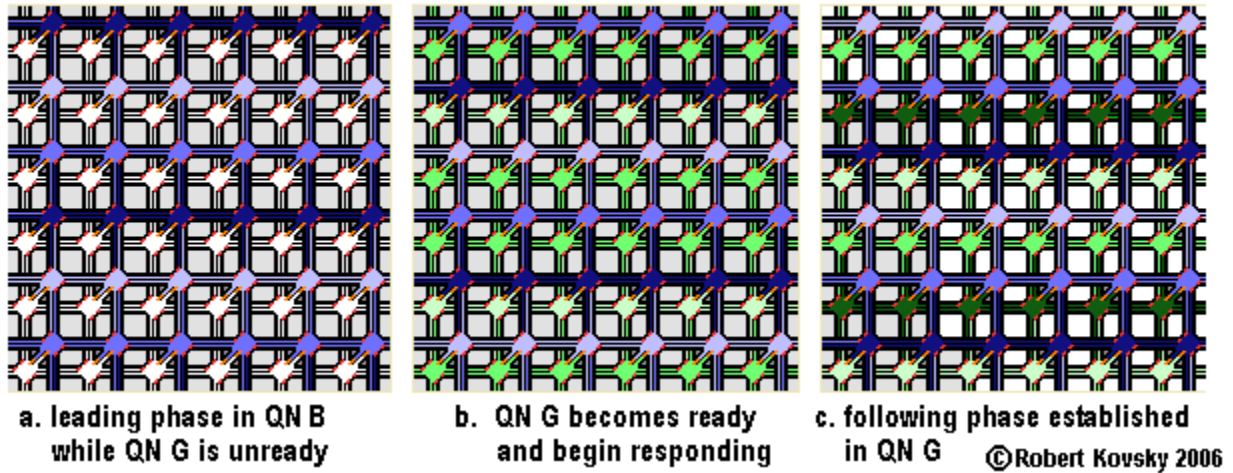 a. leading phase in QN B
while QN G is unready
b. QN G becomes ready
and begin responding
c. following phase established
in QN G
©Robert Kovsky 2006